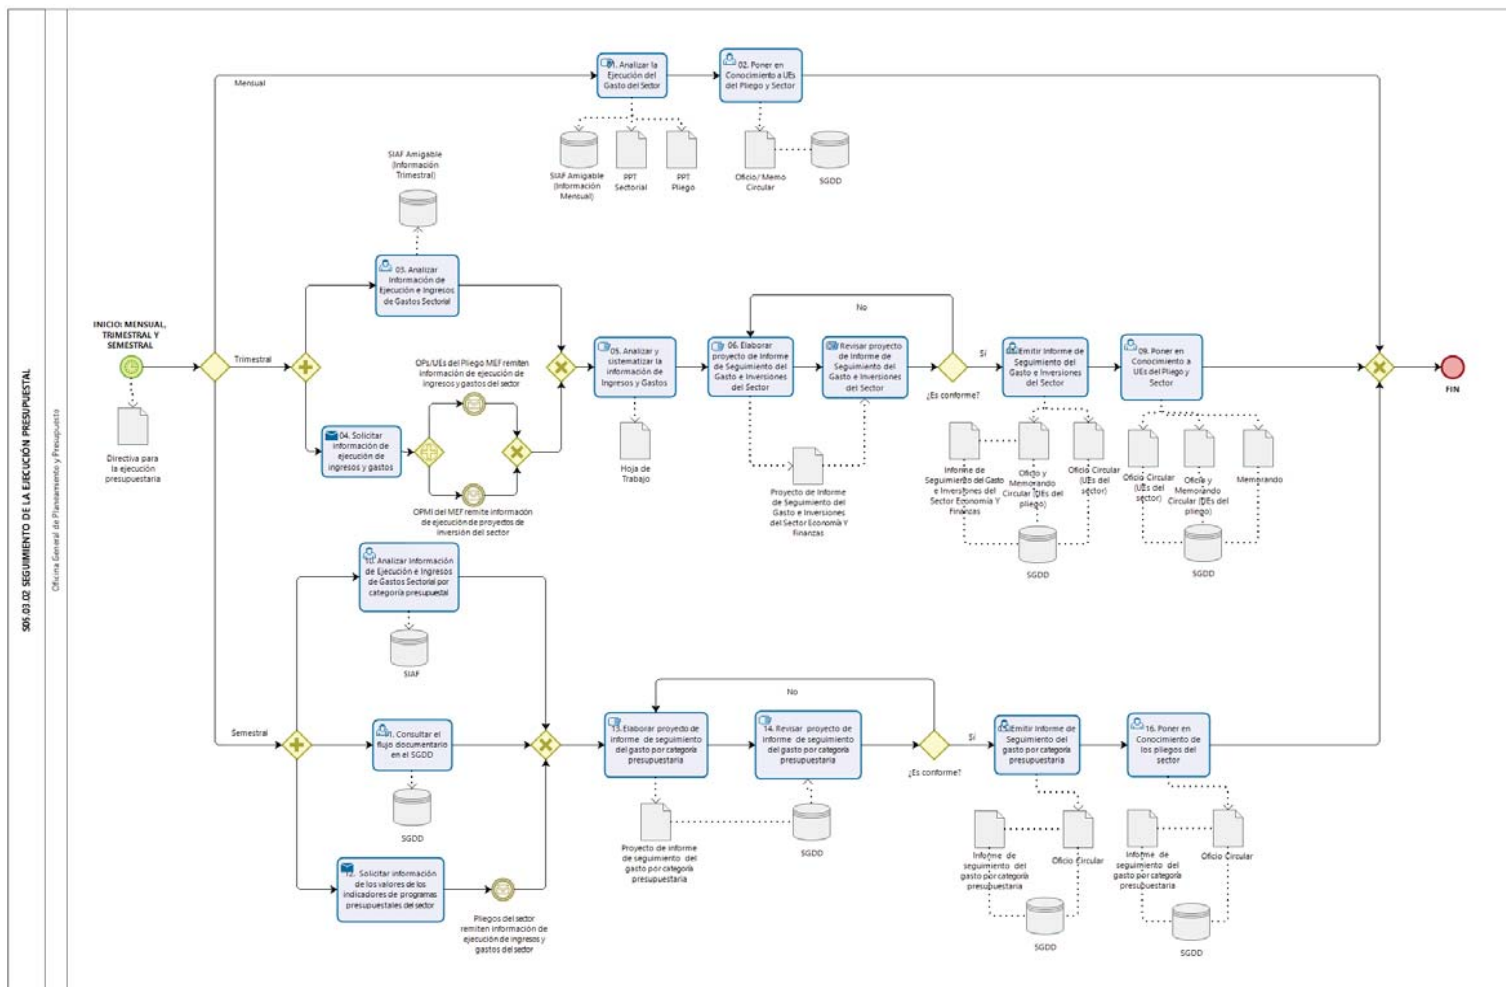 S05.03.02 SEGUIMIENTO DE LA EJECUCIÓN PRESUPUESTAL
Oficina General de Planeamiento y Presupuesto
INICIO: MENSUAL,
TRIMESTRAL Y
SEMESTRAL
Directiva para
la ejecución
presupuestaria
Mensual
01. Analizar la
Ejecución del
Gasto del Sector
02. Poner en
Conocimiento a UEs
del Pliego y Sector
SIAF Amigable
(Información
Mensual)
PPT
Sectorial
PPT
Pliego
Oficio/ Memo
Circular
SGDD
SIAF Amigable
(Información
Trimestral)
03. Analizar
Información de
Ejecución e Ingresos
de Gastos Sectorial
Trimestral
OPs/UEs del Pliego MEF remiten
información de ejecución de
ingresos y gastos del sector
04. Solicitar
información de
ejecución de
ingresos y gastos
OPMI del MEF remite información
de ejecución de proyectos de
inversión del sector
05. Analizar y
sistematizar la
información de
Ingresos y Gastos
Hoja de
Trabajo
06. Elaborar
proyecto de Informe
de Seguimiento del
Gasto e Inversiones
del Sector
Revisar proyecto
de Informe de
Seguimiento del
Gasto e Inversiones
del Sector
Proyecto de Informe
de Seguimiento del
Gasto e Inversiones
del Sector Economía Y
Finanzas
No
Sí
¿Es conforme?
Emitir Informe de
Seguimiento del
Gasto e Inversiones
del Sector
Informe de
Seguimiento del Gasto
e Inversiones del
Sector Economía Y
Finanzas
Oficio y
Memorando
Circular (UEs del
pliego)
Oficio Circular
(UEs del
sector)
SGDD
09. Poner en
Conocimiento a
UEs del Pliego y
Sector
Oficio Circular
(UEs del
sector)
Oficio y
Memorando
Circular (UEs del
pliego)
Memorando
SGDD
FIN
Semestral
10. Analizar Información
de Ejecución e Ingresos
de Gastos Sectorial por
categoría presupuestal
SIAF
1. Consultar el
flujo documentario
en el SGDD
SGDD
12. Solicitar información
de los valores de los
indicadores de programas
presupuestales del sector
Pliegos del sector
remiten información de
ejecución de ingresos y
gastos del sector
13. Elaborar proyecto de
informe de seguimiento
del gasto por categoría
presupuestaria
Proyecto de informe
de seguimiento del
gasto por categoría
presupuestaria
14. Revisar proyecto de
informe de seguimiento
del gasto por categoría
presupuestaria
SGDD
No
Sí
¿Es conforme?
15. Emitir Informe de
Seguimiento del
gasto por categoría
presupuestaria
Informe de
seguimiento del
gasto por categoría
presupuestaria
Oficio Circular
SGDD
16. Poner en
Conocimiento de
los pliegos del
sector
Informe de
seguimiento del
gasto por categoría
presupuestaria
Oficio Circular
SGDD